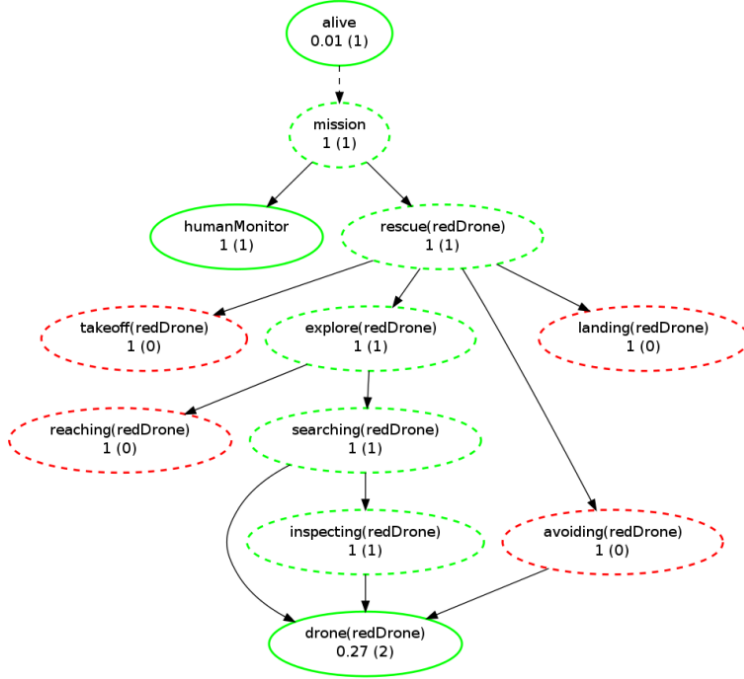 alive
0.01 (1)
mission
1 (1)
humanMonitor
1 (1)
rescue(redDrone)
1 (1)
takeoff(redDrone)
1 (0)
explore(redDrone)
1 (1)
landing(redDrone)
1 (0)
reaching(redDrone)
1 (0)
searching(redDrone)
1 (1)
inspecting(redDrone)
1 (1)
avoiding(redDrone)
1 (0)
drone(redDrone)
0.27 (2)